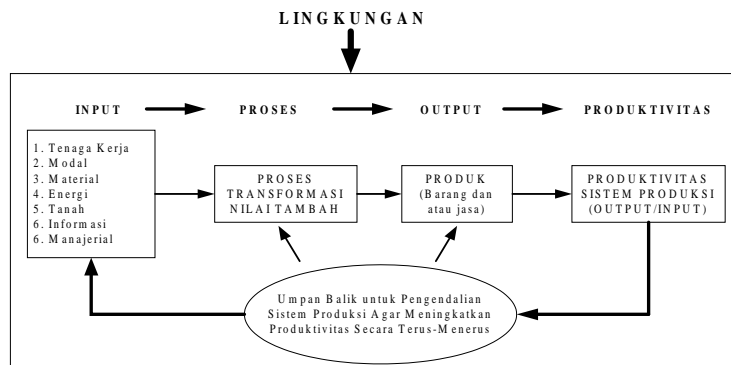 LINGKUNGAN
INPUT
PROSES
OUTPUT
PRODUKTIVITAS
1. Tenaga Kerja
2. Modal
3. Material
4. Energi
5. Tanah
6. Informasi
6. Manajerial
PROSES
TRANSFORMASI
NILAI TAMBAH
PRODUK
(Barang dan
atau jasa)
PRODUKTIVITAS
SISTEM PRODUKSI
(OUTPUT/INPUT)
Umpan Balik untuk Pengendalian
Sistem Produksi Agar Meningkatkan
Produktivitas Secara Terus-Menerus